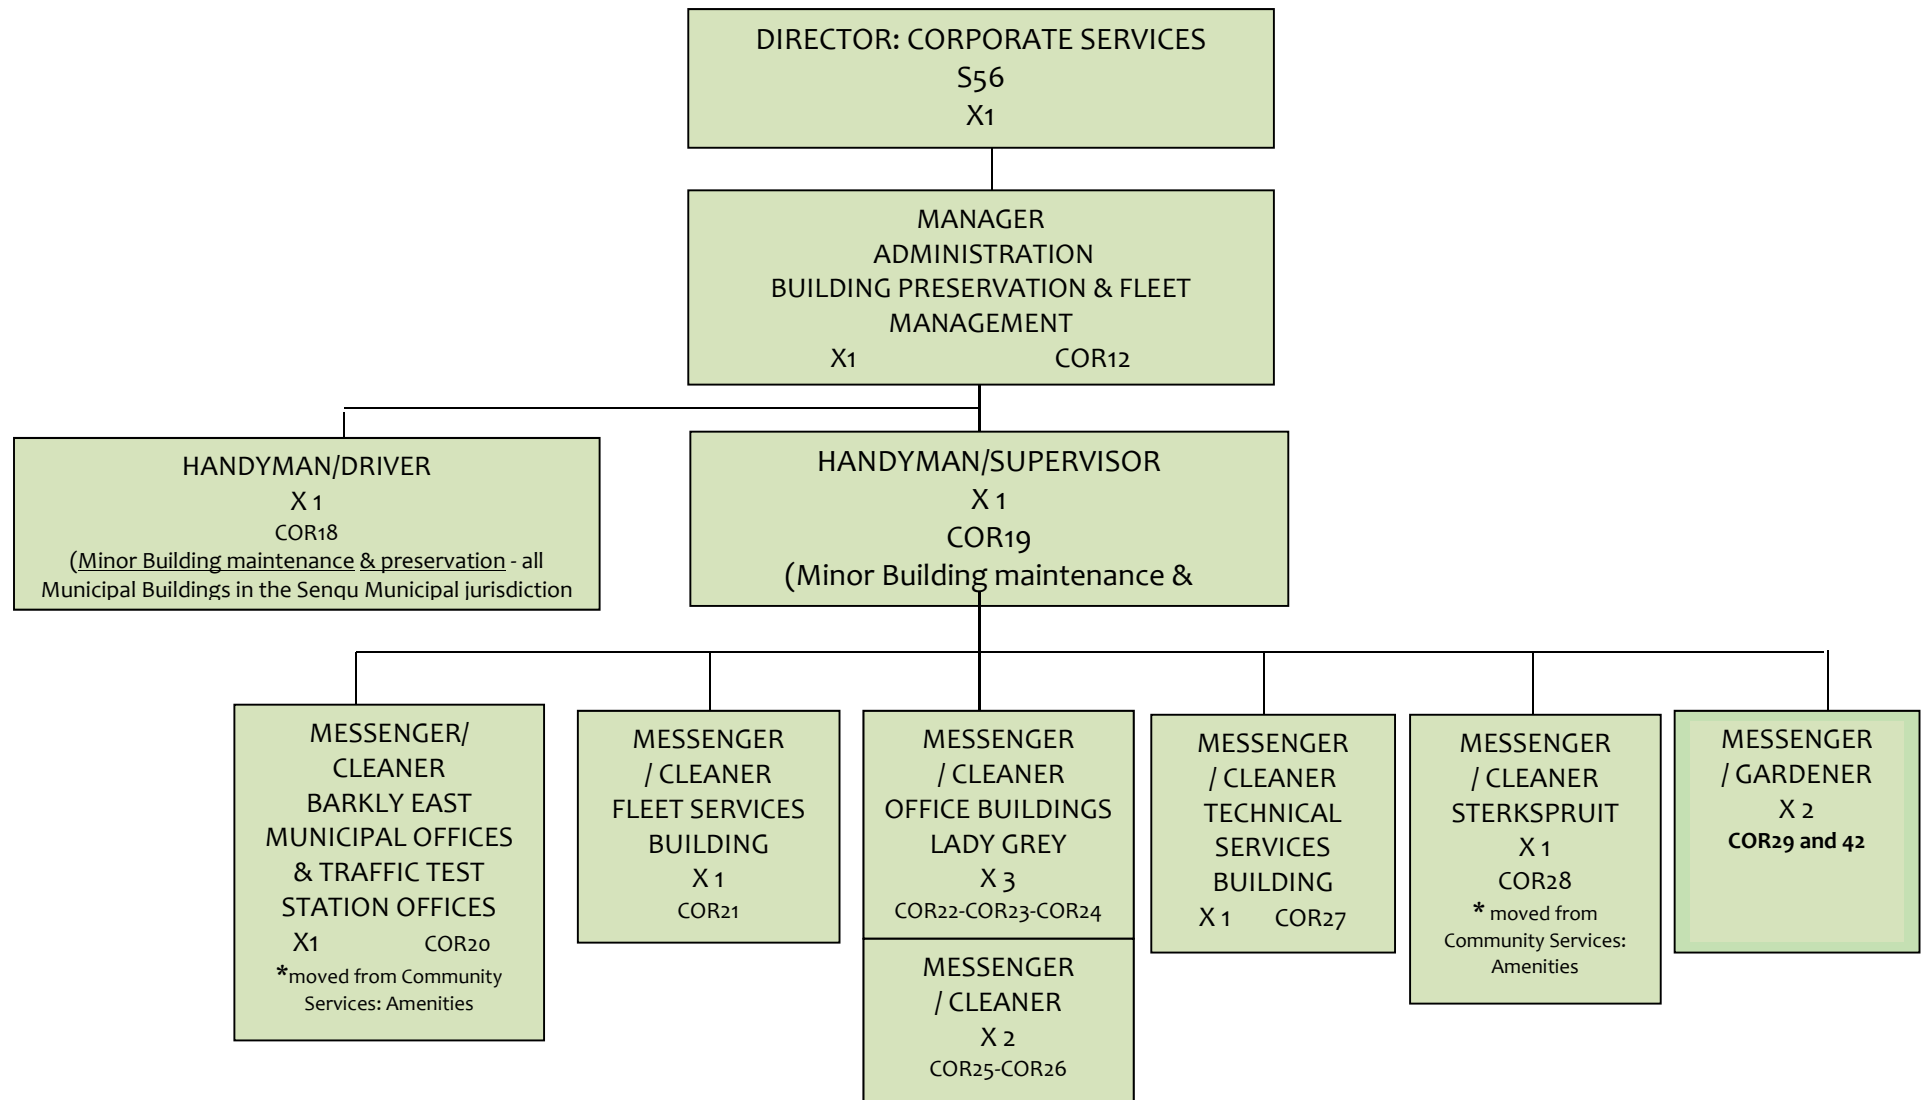 DIRECTOR: CORPORATE SERVICES
S56
X1
MANAGER
ADMINISTRATION
BUILDING PRESERVATION & FLEET
MANAGEMENT
X1 COR12
HANDYMAN/DRIVER
X 1
COR18
(Minor Building maintenance & preservation - all
Municipal Buildings in the Senqu Municipal jurisdiction
HANDYMAN/SUPERVISOR
X 1
COR19
(Minor Building maintenance &
MESSENGER/
CLEANER
BARKLY EAST
MUNICIPAL OFFICES
& TRAFFIC TEST
STATION OFFICES
X1 COR20
*moved from Community
Services: Amenities
MESSENGER
/ CLEANER
FLEET SERVICES
BUILDING
X 1
COR21
MESSENGER
/ CLEANER
OFFICE BUILDINGS
LADY GREY
X 3
COR22-COR23-COR24
MESSENGER
/ CLEANER
X 2
COR25-COR26
MESSENGER
/ CLEANER
TECHNICAL
SERVICES
BUILDING
X 1 COR27
MESSENGER
/ CLEANER
STERKSPRUIT
X 1
COR28
* moved from
Community Services:
Amenities
MESSENGER
/ GARDENER
X 2
COR29 and 42